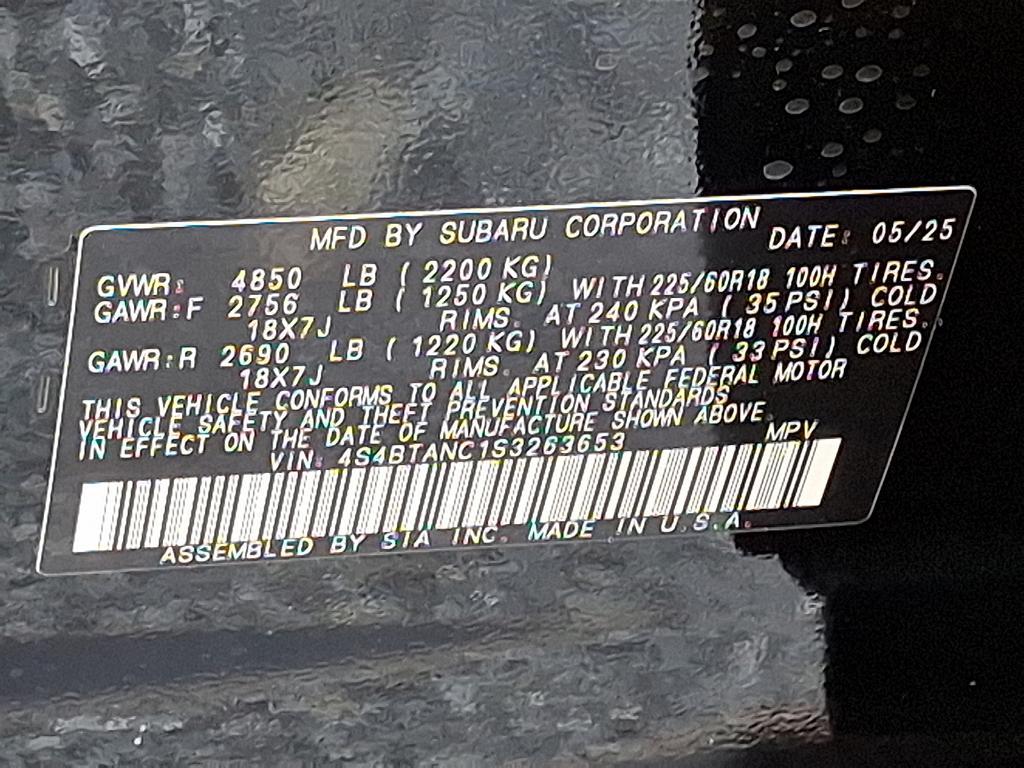 MFD BY SUBARU CORPORATION DATE: 05/25
GVWR: 4850 LB ( 2200 KG)
GAWR:F 2756 LB ( 1250 KG) WITH 225/60R18 100H TIRES.
18X7J RIMS. AT 240 KPA ( 35 PSI) COLD
GAWR:R 2690 LB ( 1220 KG) WITH 225/60R18 100H TIRES.
18X7J RIMS. AT 230 KPA ( 33 PSI) COLD
THIS VEHICLE CONFORMS TO ALL APPLICABLE FEDERAL MOTOR
VEHICLE SAFETY AND THEFT PREVENTION STANDARDS
IN EFFECT ON THE DATE OF MANUFACTURE SHOWN ABOVE.
VIN: 4S4BTANC1S3263653 MPV
ASSEMBLED BY SIA INC. MADE IN U.S.A.